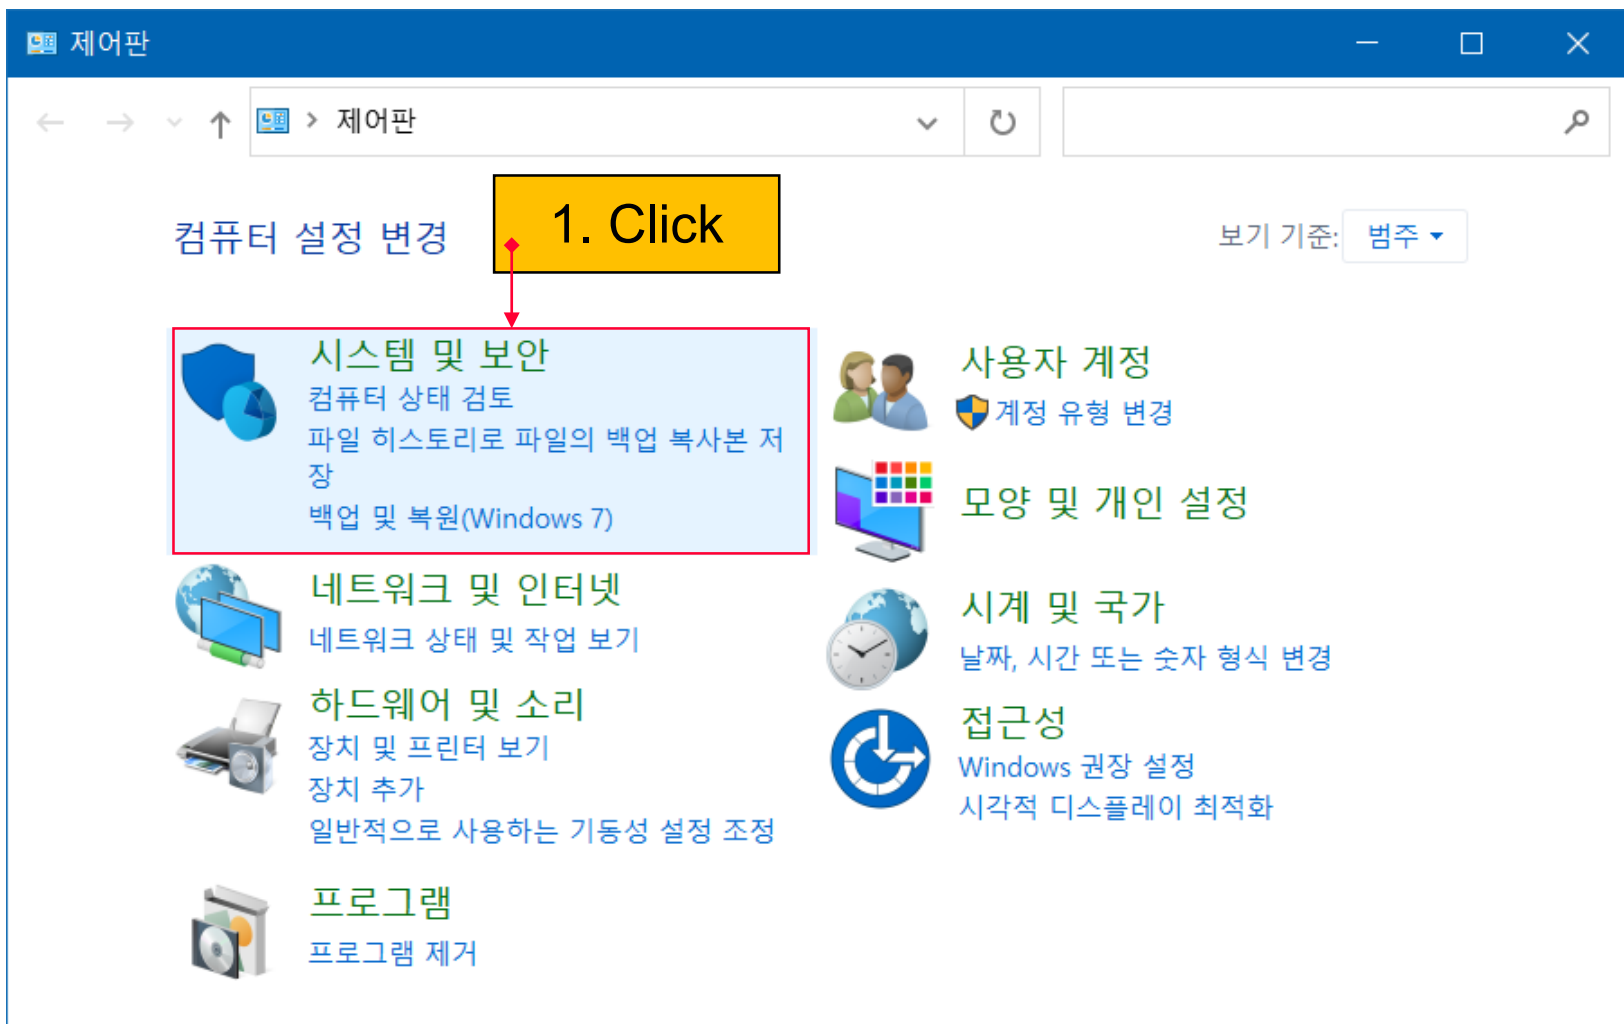 제어판
제어판
컴퓨터 설정 변경
1. Click
보기 기준: 범주
시스템 및 보안
컴퓨터 상태 검토
파일 히스토리로 파일의 백업 복사본 저
장
백업 및 복원(Windows 7)
네트워크 및 인터넷
네트워크 상태 및 작업 보기
하드웨어 및 소리
장치 및 프린터 보기
장치 추가
일반적으로 사용하는 기동성 설정 조정
프로그램
프로그램 제거
사용자 계정
계정 유형 변경
모양 및 개인 설정
시계 및 국가
날짜, 시간 또는 숫자 형식 변경
접근성
Windows 권장 설정
시각적 디스플레이 최적화